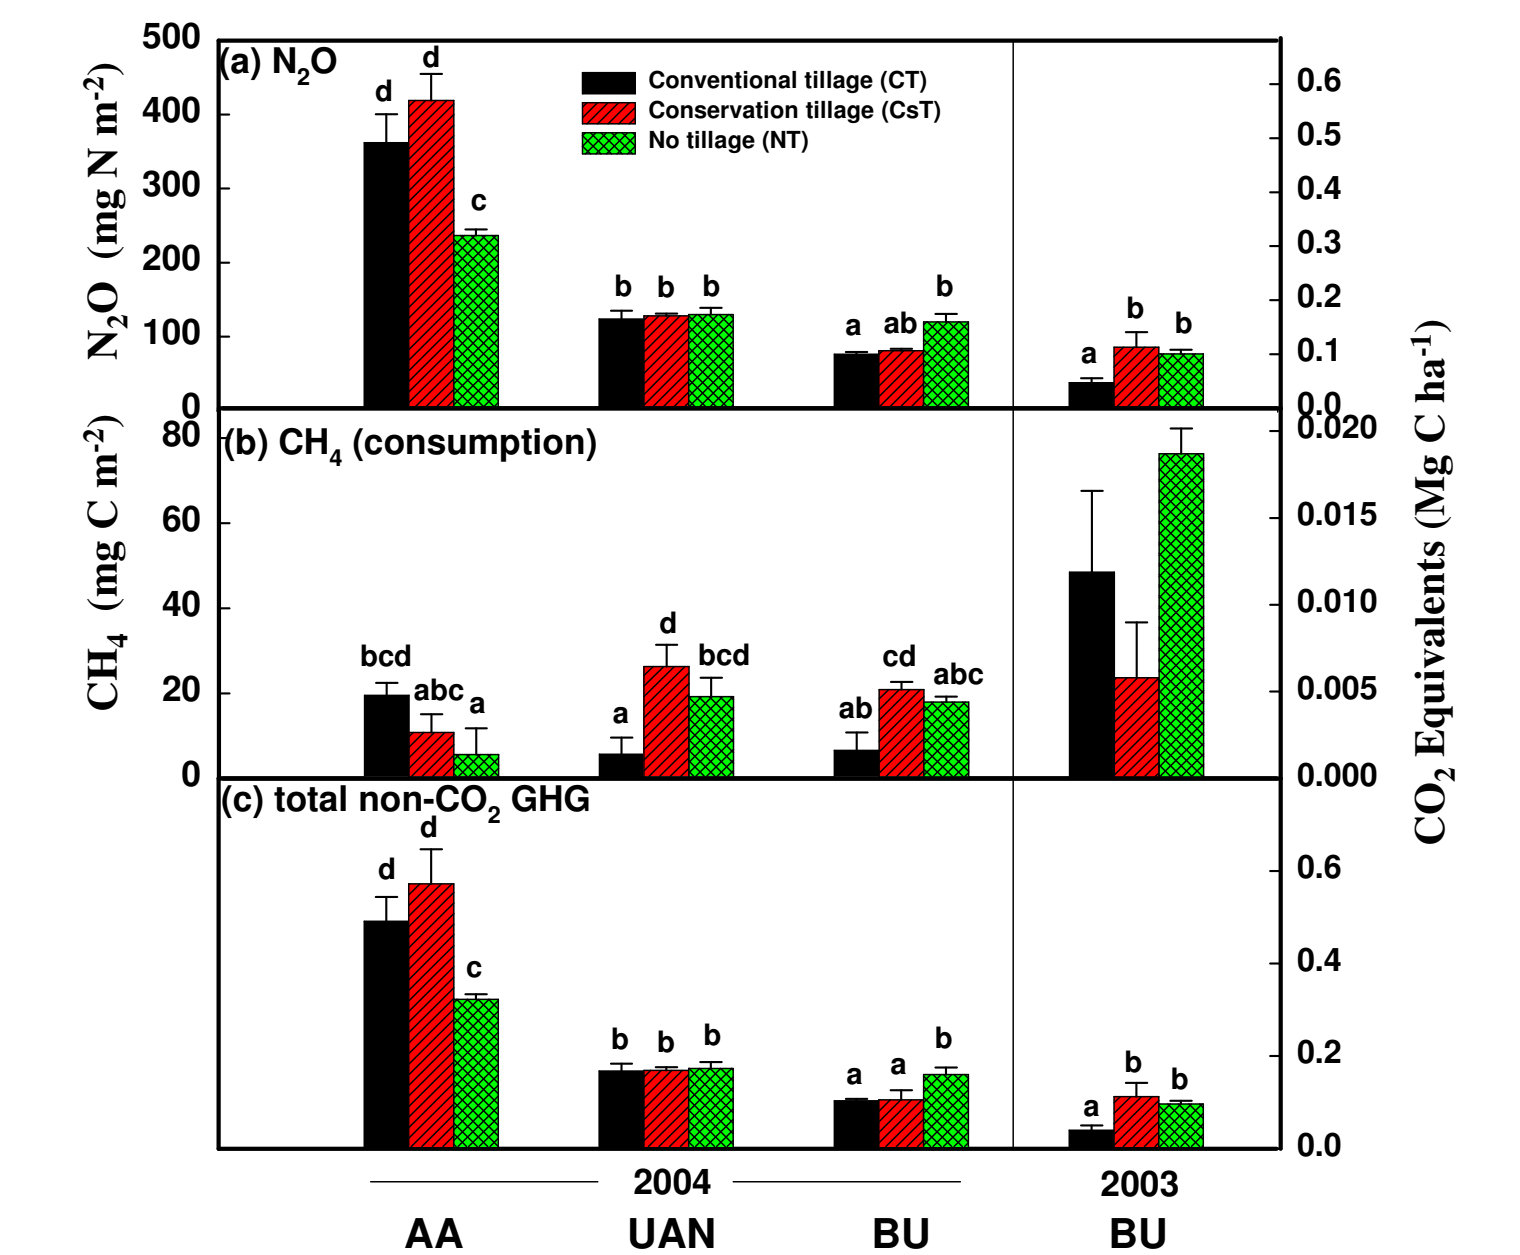 (a) N2O
Conventional tillage (CT)
Conservation tillage (CsT)
No tillage (NT)
N2O (mg N m-2)
500
400
300
200
100
0
0.6
0.5
0.4
0.3
0.2
0.1
0.0
d
d
c
b
b
b
a
ab
b
a
b
b
(b) CH4 (consumption)
CH4 (mg C m-2)
80
60
40
20
0
0.020
0.015
0.010
0.005
0.000
bcd
abc
a
a
d
bcd
ab
cd
abc
CO2 Equivalents (Mg C ha-1)
(c) total non-CO2 GHG
0.6
0.4
0.2
0.0
d
d
c
b
b
b
a
a
b
a
b
b
2004
2003
AA
UAN
BU
BU